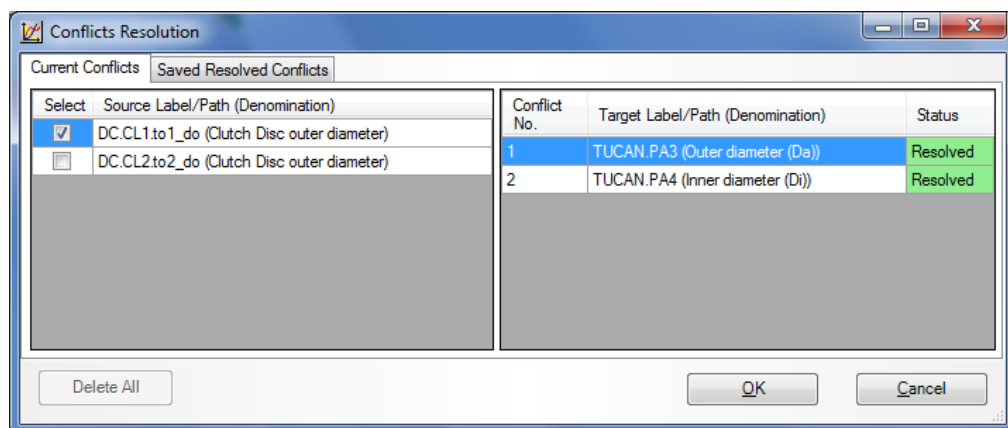 Conflicts Resolution
Current Conflicts Saved Resolved Conflicts
Select Source Label/Path (Denomination)
DC.CL1.to1_do (Clutch Disc outer diameter)
DC.CL2.to2_do (Clutch Disc outer diameter)
Conflict No. Target Label/Path (Denomination) Status
1 TUCAN.PA3 (Outer diameter (Da)) Resolved
2 TUCAN.PA4 (Inner diameter (Di)) Resolved
Delete All OK Cancel